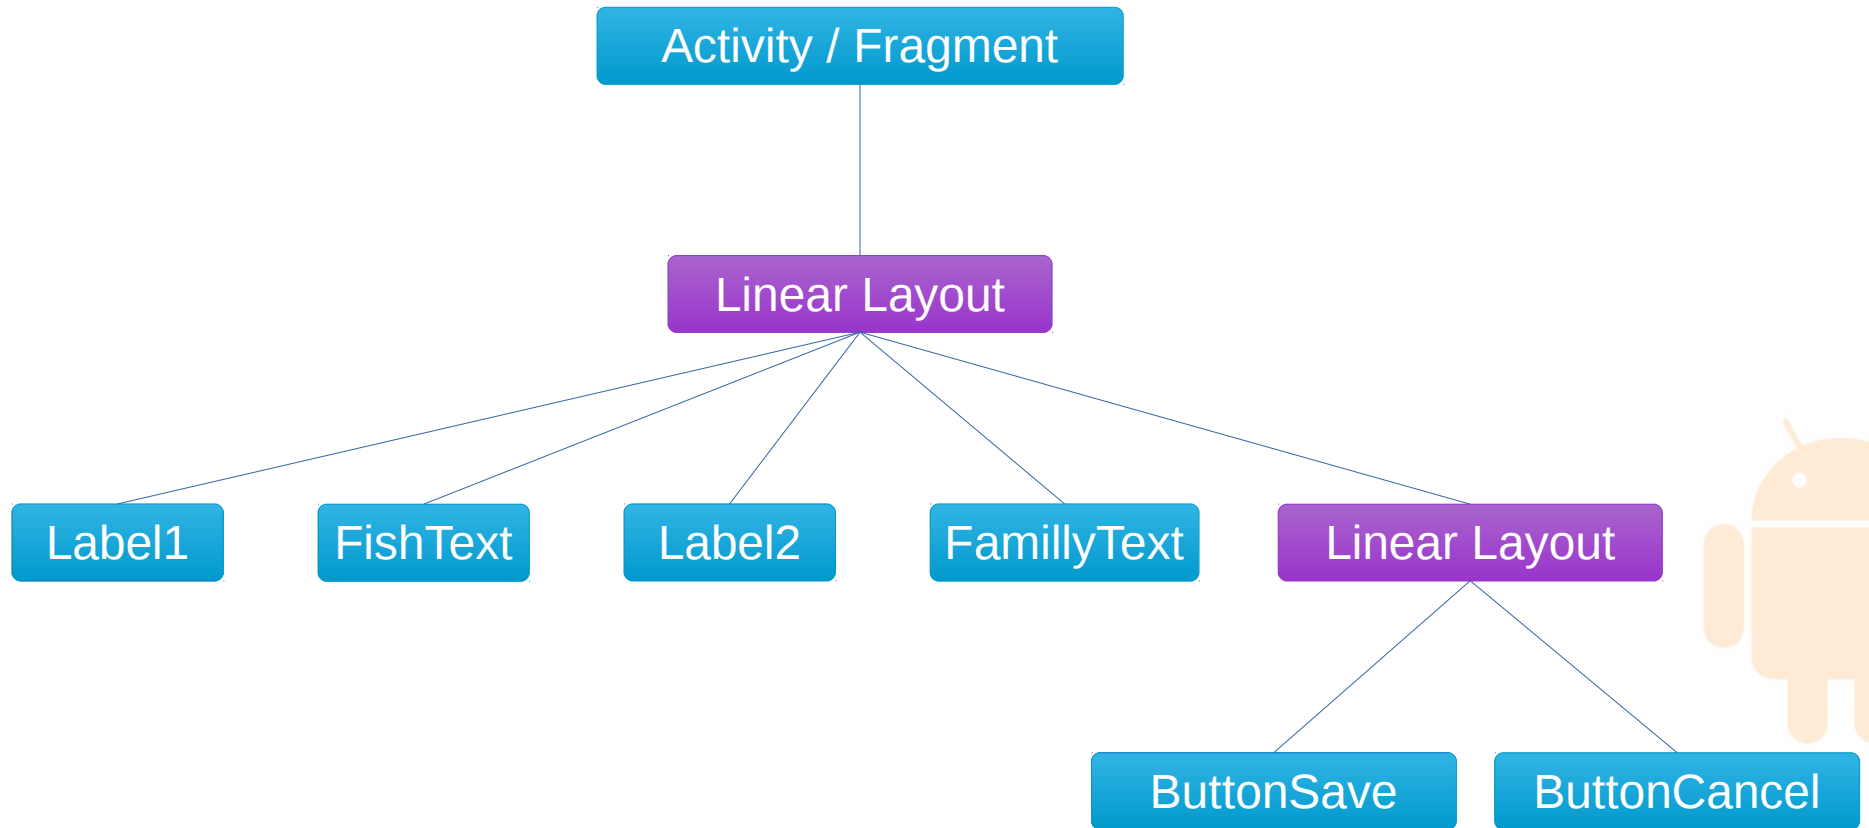 Activity / Fragment
Linear Layout
Label1
FishText
Label2
FamillyText
Linear Layout
ButtonSave
ButtonCancel